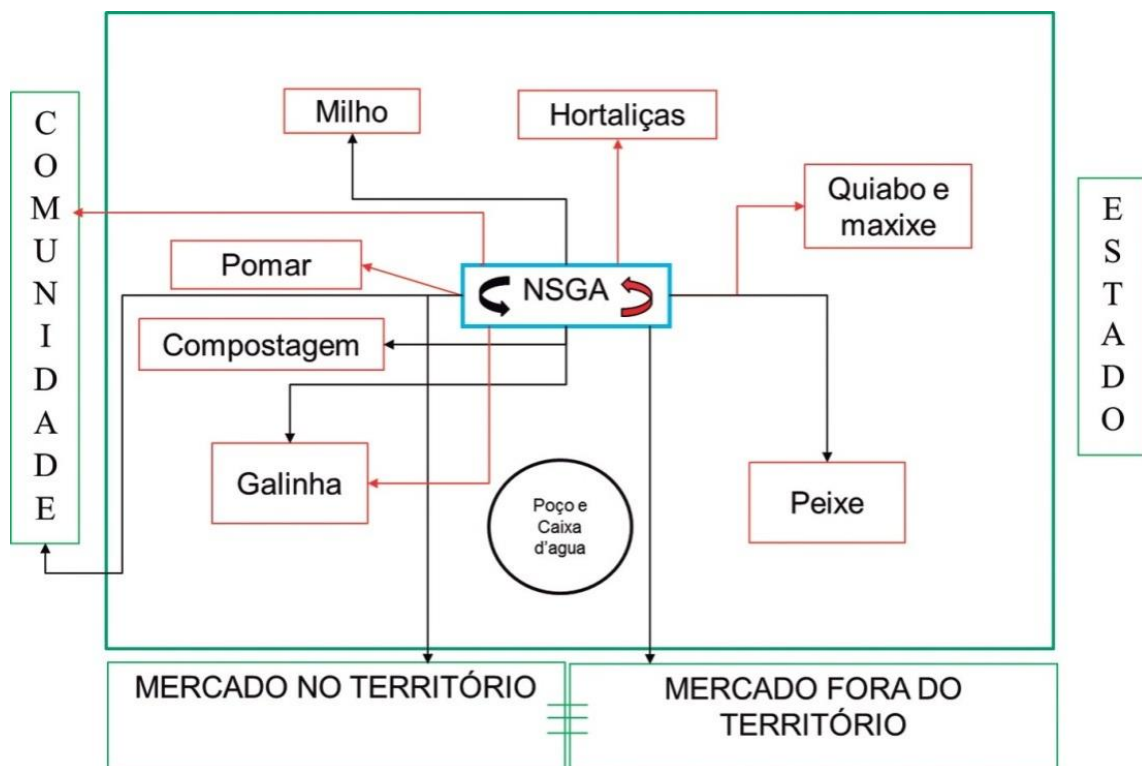 COMUNIDADE
Milho
Hortaliças
Quiabo e
maxixe
ESTADO
Pomar
NSGA
Compostagem
Galinha
Poço e
Caixa
d'agua
Peixe
MERCADO NO TERRITÓRIO
MERCADO FORA DO
TERRITÓRIO